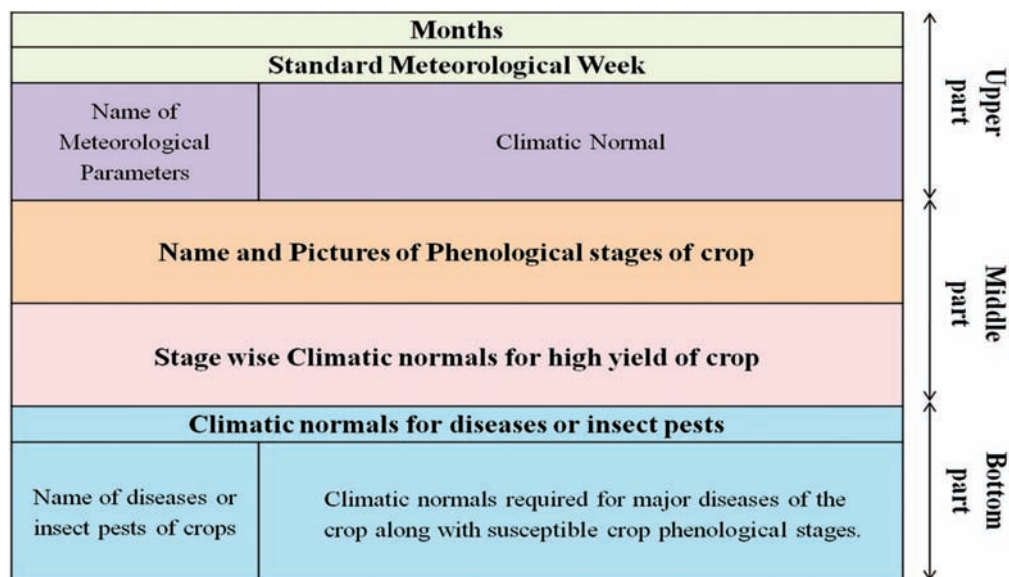 Months
Standard Meteorological Week
Name of
Meteorological
Parameters
Climatic Normal
Upper
part
Name and Pictures of Phenological stages of crop
Stage wise Climatic normals for high yield of crop
Middle
part
Climatic normals for diseases or insect pests
Name of diseases or
insect pests of crops
Climatic normals required for major diseases of the
crop along with susceptible crop phenological stages.
Bottom
part